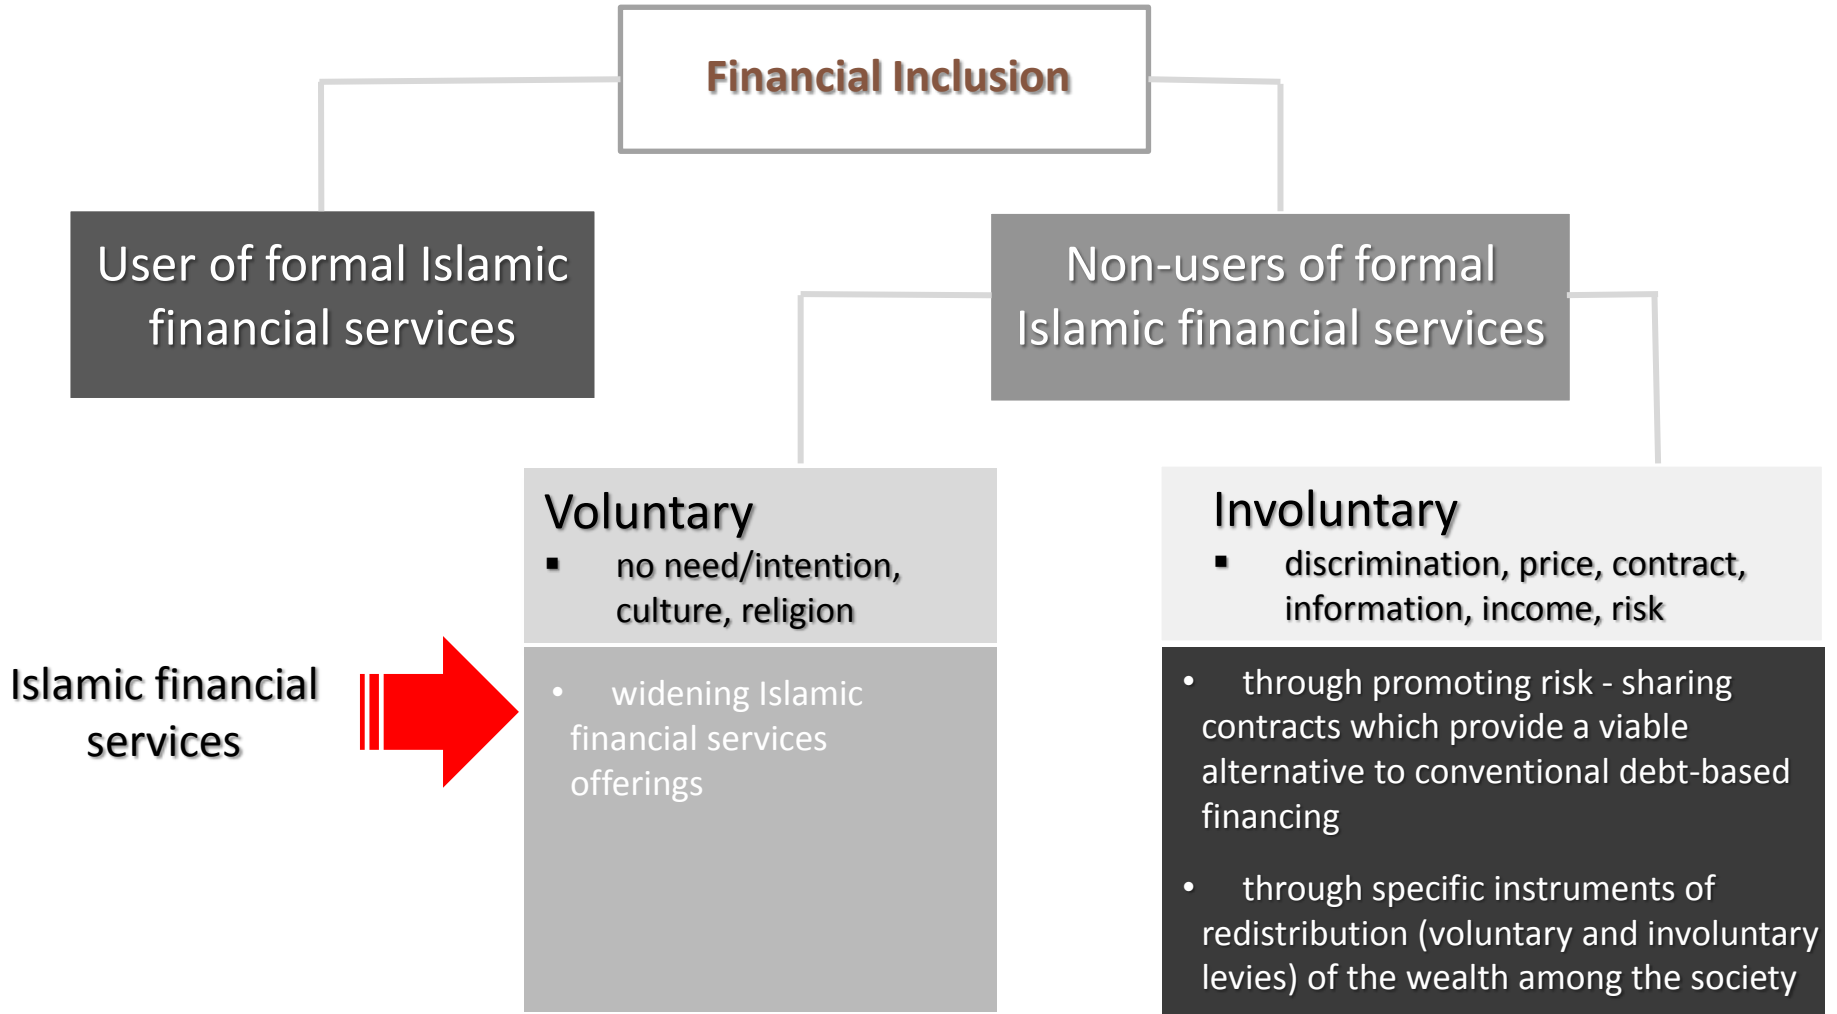 Financial Inclusion
User of formal Islamic
financial services
Non-users of formal
Islamic financial services
Voluntary
▪ no need/intention,
culture, religion
Involuntary
▪ discrimination, price, contract,
information, income, risk
Islamic financial
services
• widening Islamic
financial services
offerings
• through promoting risk - sharing
contracts which provide a viable
alternative to conventional debt-based
financing
• through specific instruments of
redistribution (voluntary and involuntary
levies) of the wealth among the society